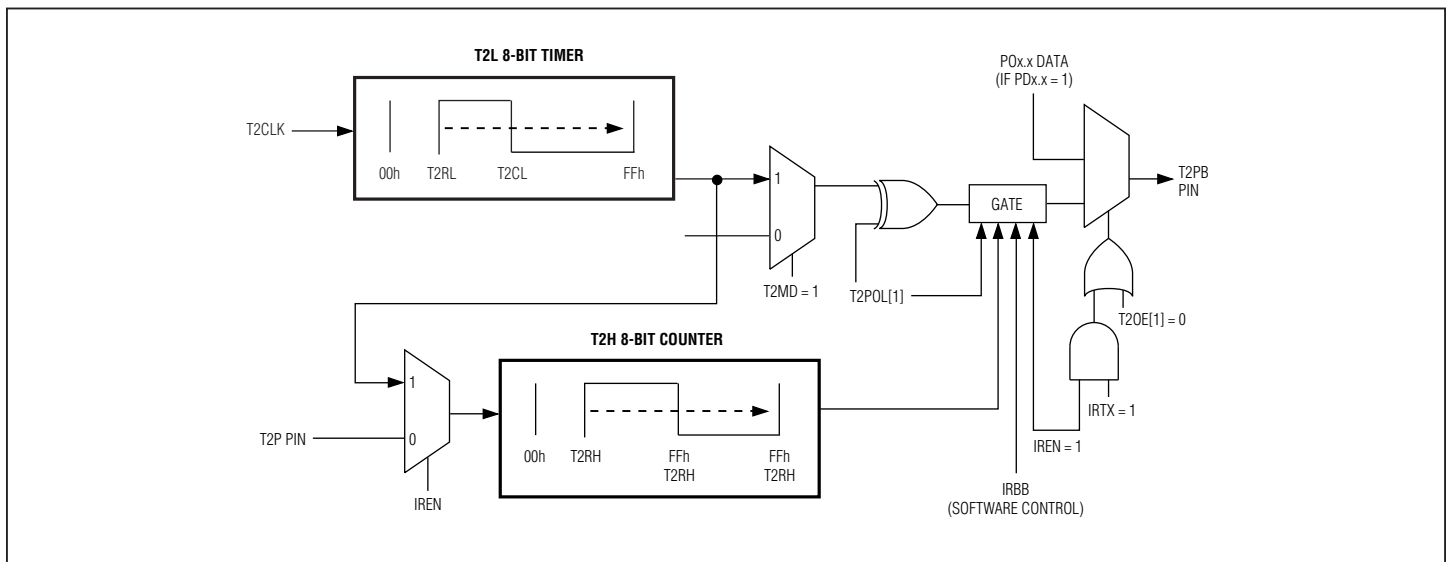 T2L 8-BIT TIMER
T2CLK
00h
T2RL
T2CL
FFh
POx.x DATA
(IF PDx.x = 1)
1
0
T2MD = 1
T2POL[1]
GATE
T2PB
PIN
T2OE[1] = 0
IRTX = 1
IREN = 1
IRBB
(SOFTWARE CONTROL)
T2H 8-BIT COUNTER
1
0
T2P PIN
IREN
00h
T2RH
FFh
T2RH
FFh
T2RH